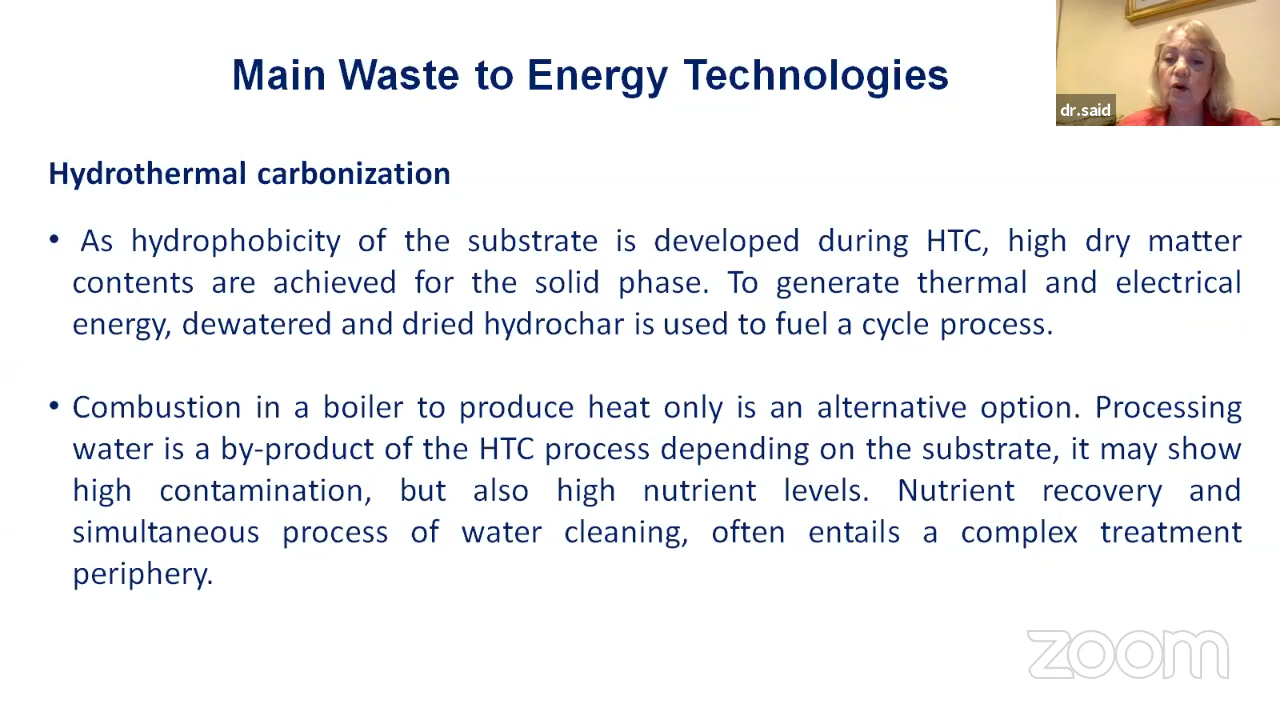 Main Waste to Energy Technologies
dr.said
Hydrothermal carbonization
• As hydrophobicity of the substrate is developed during HTC, high dry matter
contents are achieved for the solid phase. To generate thermal and electrical
energy, dewatered and dried hydrochar is used to fuel a cycle process.
• Combustion in a boiler to produce heat only is an alternative option. Processing
water is a by-product of the HTC process depending on the substrate, it may show
high contamination, but also high nutrient levels. Nutrient recovery and
simultaneous process of water cleaning, often entails a complex treatment
periphery.
zoom